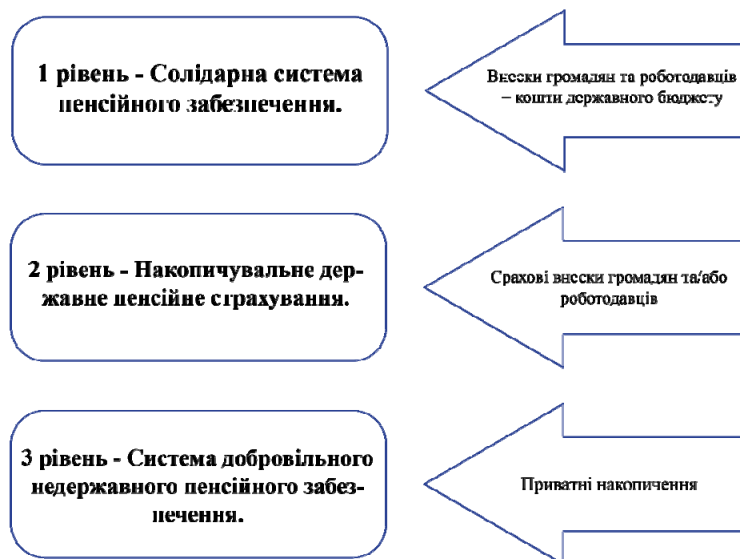 1 рівень - Солідарна система
пенсійного забезпечення.
Внески громадян та роботодавців
– кошти державного бюджету
2 рівень - Накопичувальне дер-
жавне пенсійне страхування.
Срахові внески громадян та/або
роботодавців
3 рівень - Система добровільного
недержавного пенсійного забез-
печення.
Приватні накопичення